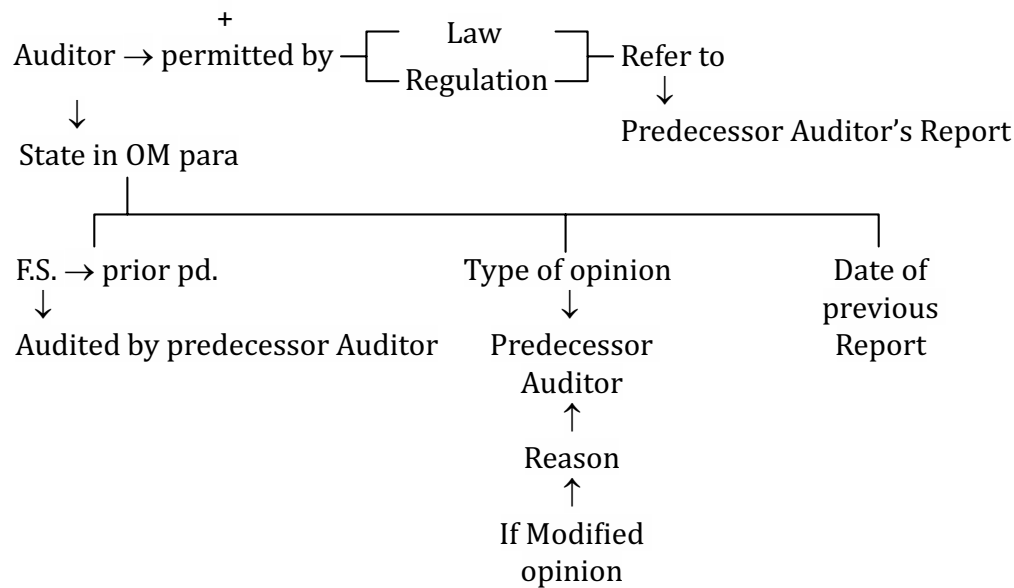 +
Auditor → permitted by
Law
Regulation
Refer to
↓
Predecessor Auditor's Report
↓
State in OM para
F.S. → prior pd.
↓
Audited by predecessor Auditor
Type of opinion
↓
Predecessor
Auditor
↑
Reason
↑
If Modified
opinion
Date of
previous
Report